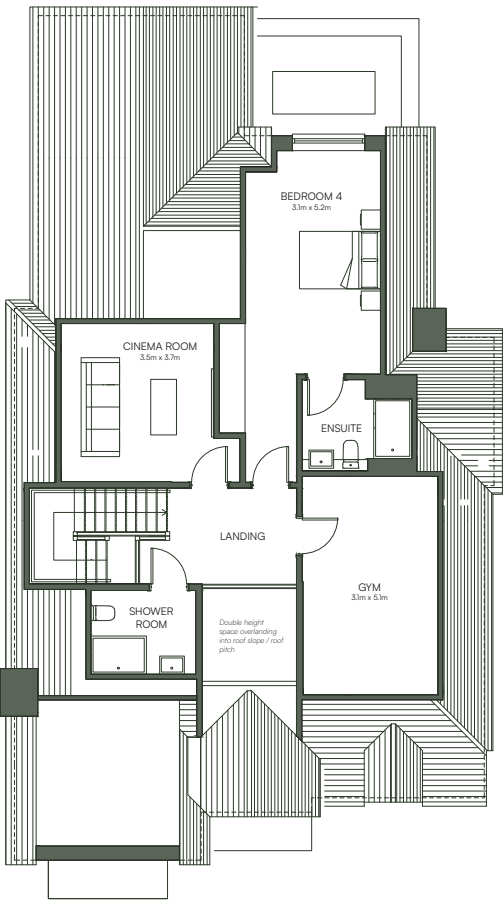 BEDROOM 4
3.1m x 5.2m
CINEMA ROOM
3.5m x 3.7m
ENSUITE
LANDING
GYM
3.1m x 5.1m
SHOWER
ROOM
Double height
space overlanding
into roof slope / roof
pitch